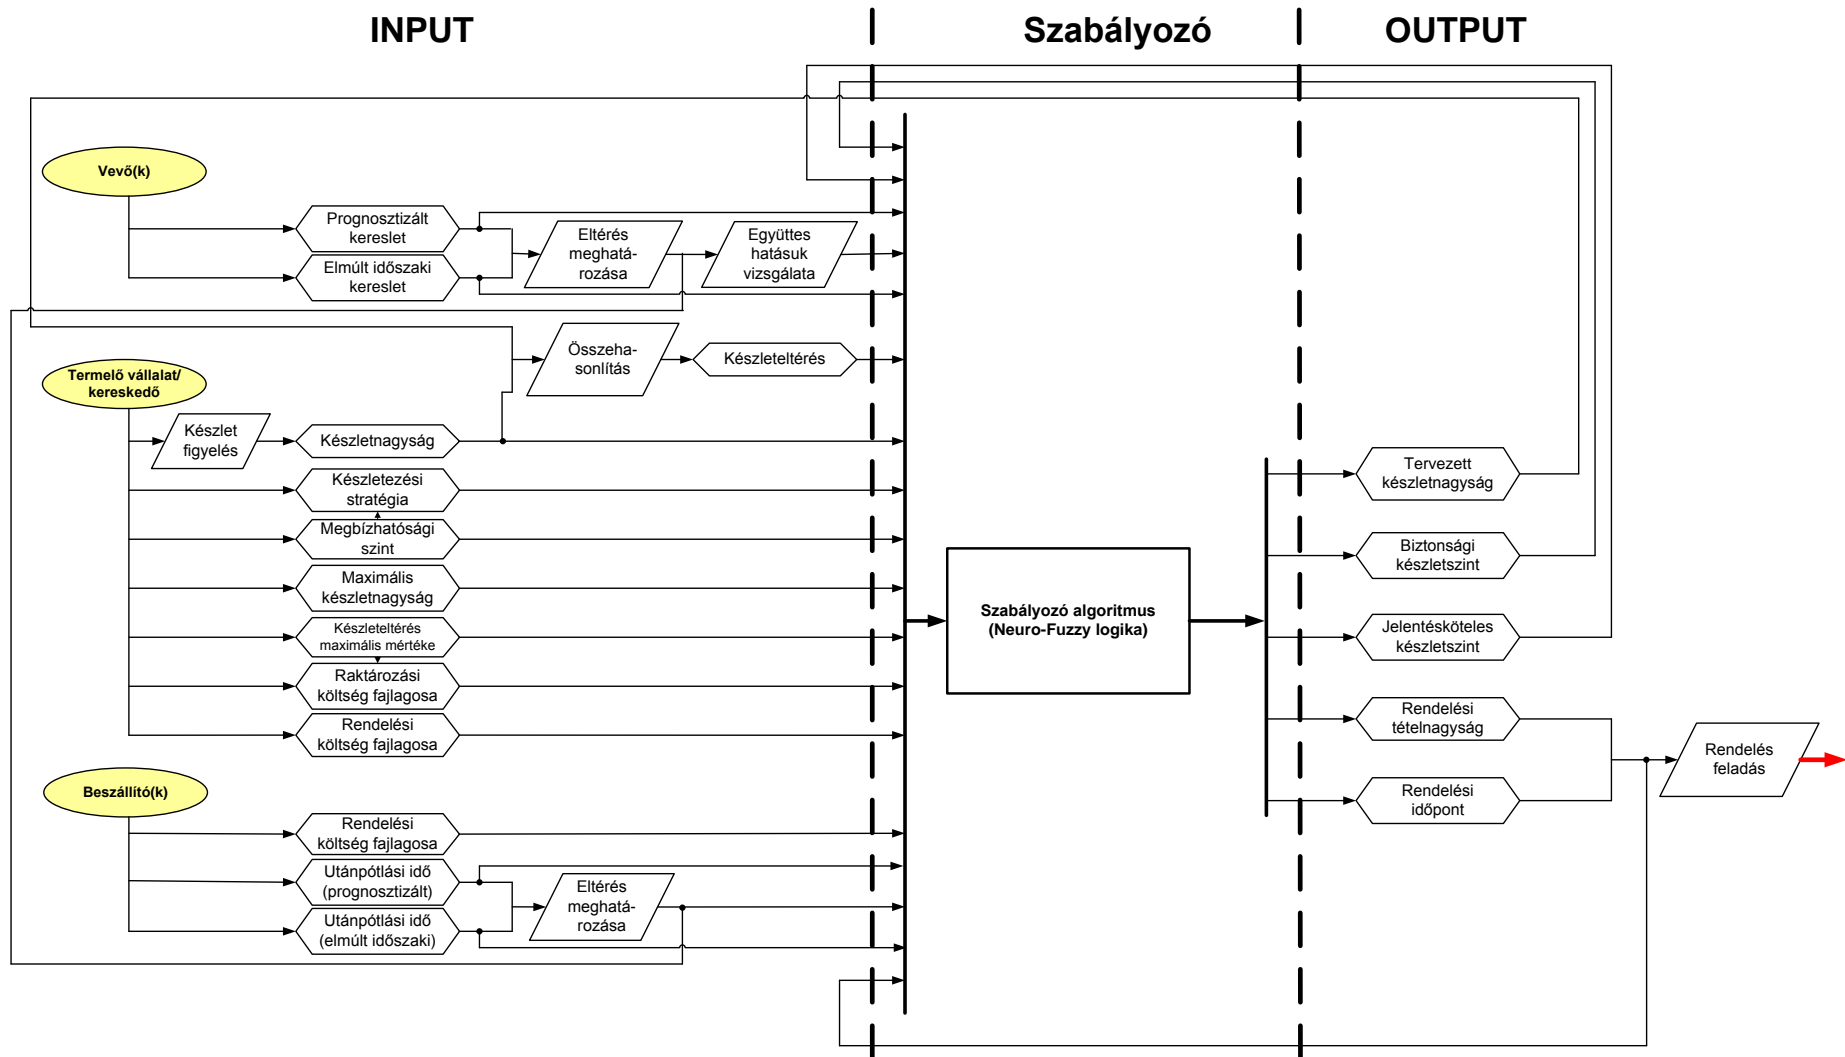 INPUT
Szabályozó
OUTPUT
Vevő(k)
Prognosztizált
kereslet
Elmúlt időszaki
kereslet
Eltérés
meghatá-
rozása
Együttes
hatásuk
vizsgálata
Összeha-
sonlítás
Készleteltérés
Termelő vállalat/
kereskedő
Készlet
figyelés
Készletnagyság
Készletezési
stratégia
Megbízhatósági
szint
Maximális
készletnagyság
Készleteltérés
maximális mértéke
Raktározási
költség fajlagosa
Rendelési
költség fajlagosa
Beszállító(k)
Rendelési
költség fajlagosa
Utánpótlási idő
(prognosztizált)
Utánpótlási idő
(elmúlt időszaki)
Eltérés
meghatá-
rozása
Szabályozó algoritmus
(Neuro-Fuzzy logika)
Tervezett
készletnagyság
Biztonsági
készletszint
Jelentésköteles
készletszint
Rendelési
tételnagyság
Rendelési
időpont
Rendelés
feladás